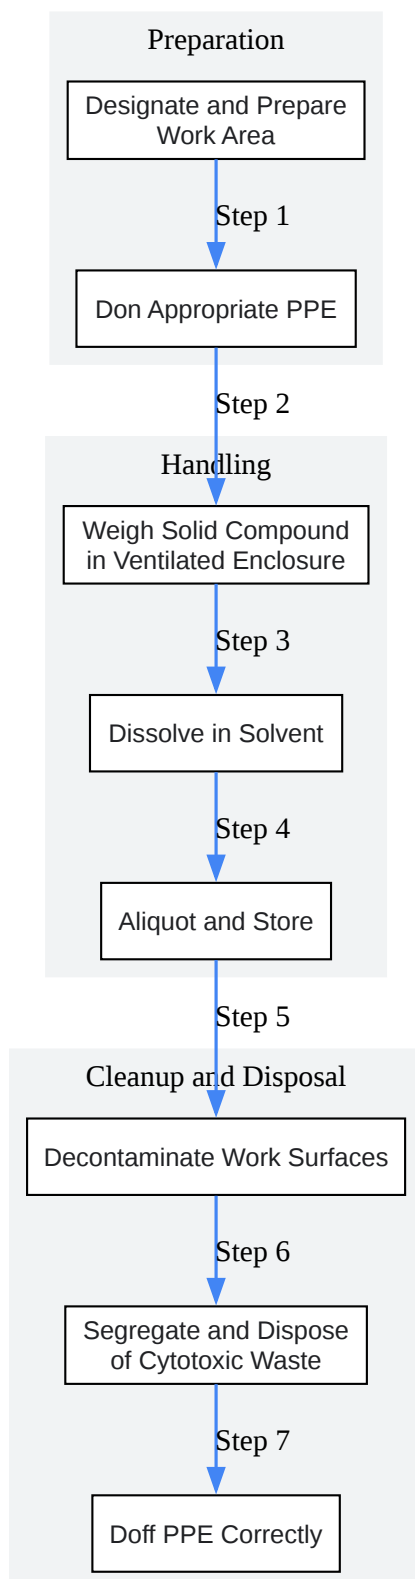 Preparation
Designate and Prepare
Work Area
Step 1
Don Appropriate PPE
Step 2
Handling
Weigh Solid Compound
in Ventilated Enclosure
Step 3
Dissolve in Solvent
Step 4
Aliquot and Store
Step 5
Cleanup and Disposal
Decontaminate Work Surfaces
Step 6
Segregate and Dispose
of Cytotoxic Waste
Step 7
Doff PPE Correctly